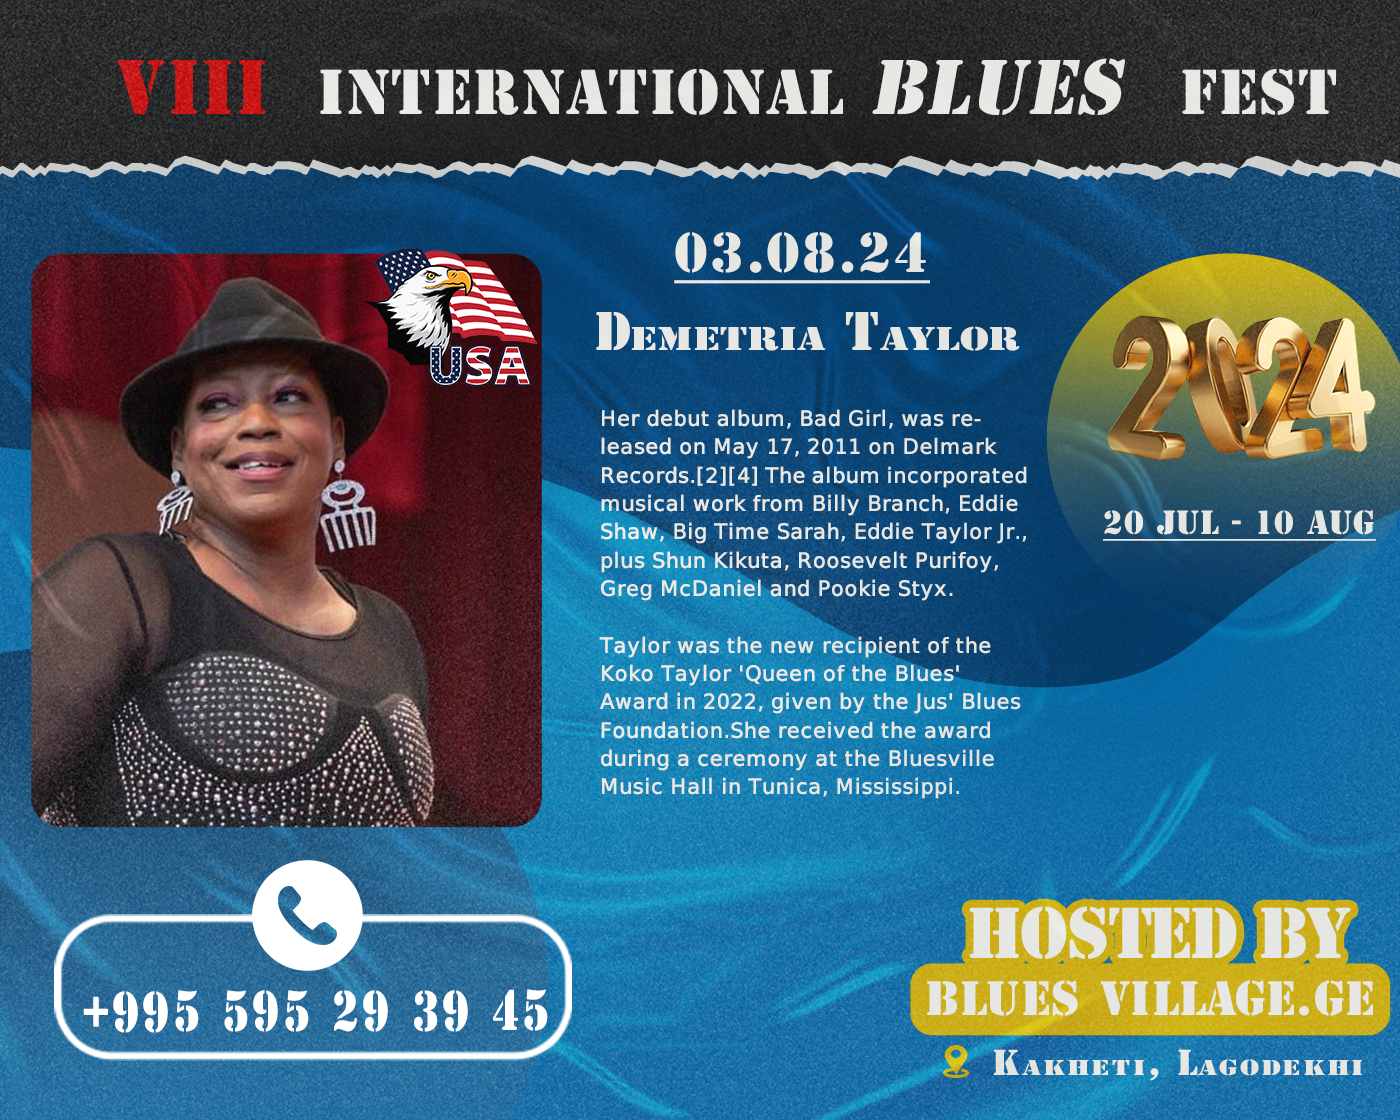 VIII INTERNATIONAL BLUES FEST
03.08.24
DEMETRIA TAYLOR
USA
Her debut album, Bad Girl, was re-
leased on May 17, 2011 on Delmark
Records.[2][4] The album incorporated
musical work from Billy Branch, Eddie
Shaw, Big Time Sarah, Eddie Taylor Jr.,
plus Shun Kikuta, Roosevelt Purifoy,
Greg McDaniel and Pookie Styx.
Taylor was the new recipient of the
Koko Taylor 'Queen of the Blues'
Award in 2022, given by the Jus' Blues
Foundation.She received the award
during a ceremony at the Bluesville
Music Hall in Tunica, Mississippi.
2024
20 JUL - 10 AUG
+995 595 29 39 45
HOSTED BY
BLUES VILLAGE.GE
KAKHETI, LAGODEKHI